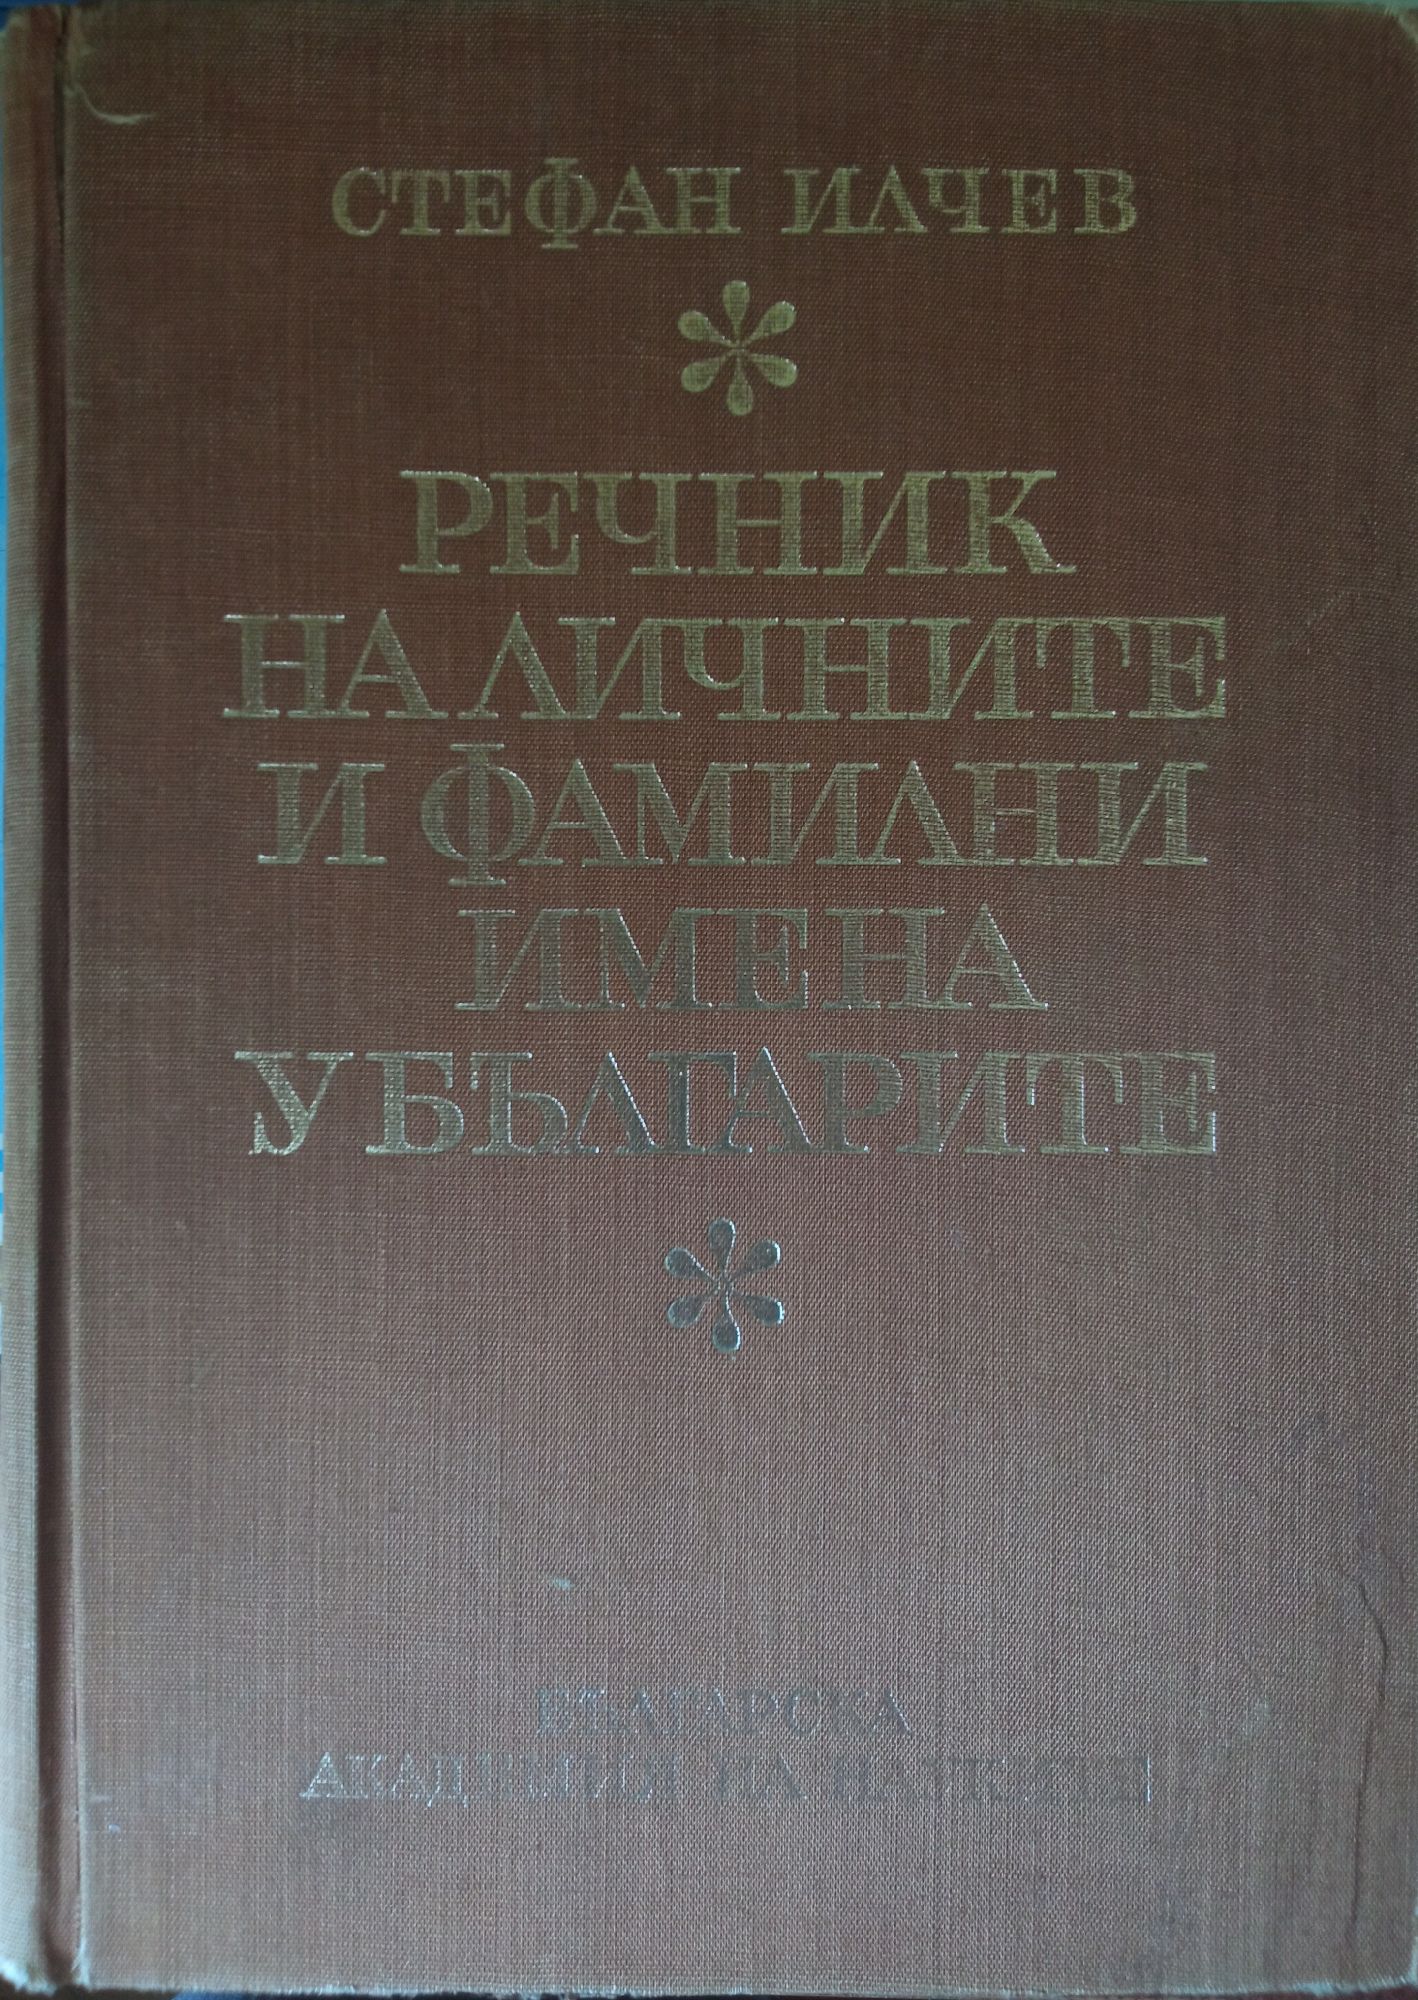 СТЕФАН ИЛЧЕВ
РЕЧНИК
НА ЛИЧНИТЕ
И ФАМИЛНИ
ИМЕНА
У БЪЛГАРИТЕ
БЪЛГАРСКА
АКАДЕМИЯ НА НАУКИТЕ